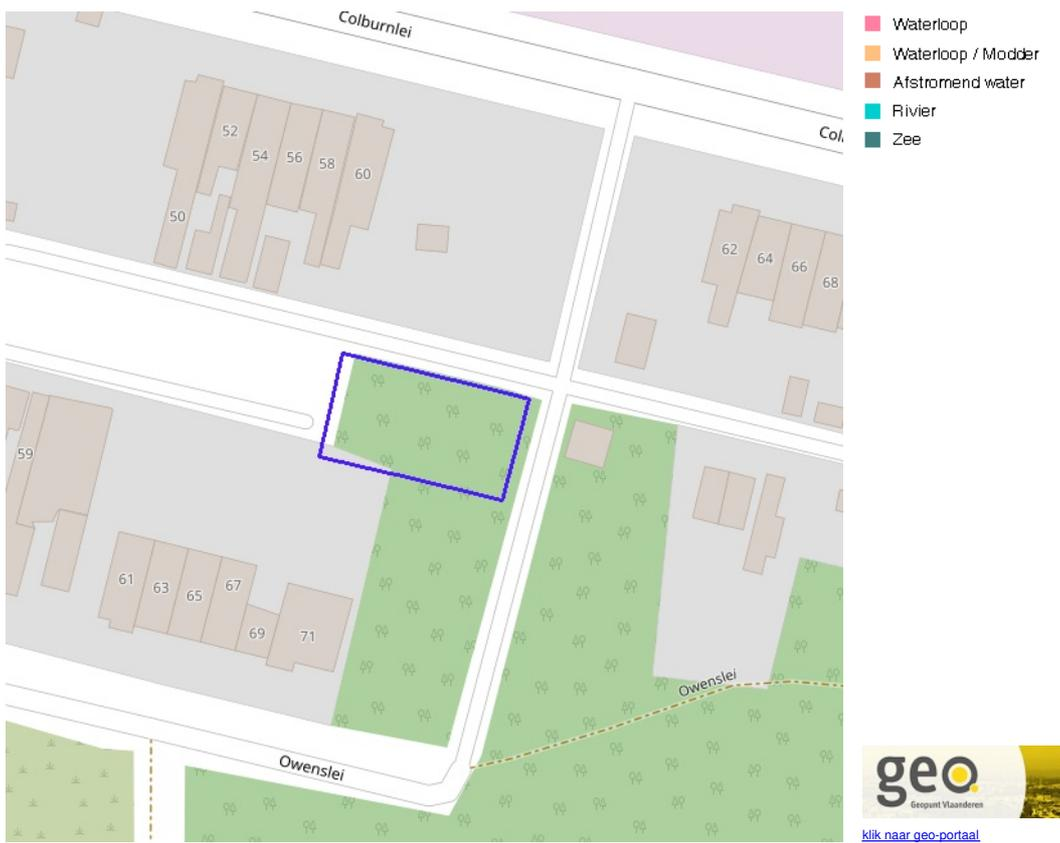 Colburnlei
Waterloop
Waterloop / Modder
Afstromend water
Rivier
Zee
Col
52
54
56
58
60
50
62
64
66
68
59
61
63
65
67
69
71
Owenslei
Owenslei
geo.
Geopunt Vlaanderen
klik naar geo-portaal